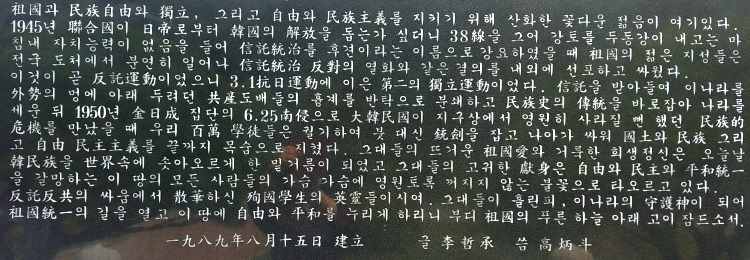 祖國과 民族自由와 獨立, 그리고 自由와 民族主義를 지키기 위해 산화한 꽃다운 젊음이 여기있다.
1945년 聯合國이 日帝로부터 韓國의 解放을 돕는가 싶더니 38線을 그어 강토를 두동강이 내고는 마
침내 자치능력이 없음을 들어 信託統治를 후견이라는 이름으로 강요하였을 때 祖國의 젊은 지성들은
전국 도처에서 분연히 일어나 信託統治 反對의 열화와 같은 결의를 내외에 선포하고 싸웠다.
이것이 곧 反託運動이었으니 3.1抗日運動에 이은 第二의 獨立運動이었다. 信託을 받아들여 이나라를
外勢의 멍에 아래 두려던 共産도배들의 흉계를 반탁으로 분쇄하고 民族史의 傳統을 바로잡아 나라를
세운 뒤 1950년 金日成 집단의 6.25南侵으로 大韓民國이 지구상에서 영원히 사라질 뻔 했던 民族的
危機를 만났을 때 우리 百萬 學徒들은 궐기하여 붓 대신 銃劍을 잡고 나아가 싸워 國土와 民族 그리
고 自由 民主主義를 끝까지 목숨으로 지켰다. 그대들의 뜨거운 祖國愛와 거룩한 희생정신은 오늘날
韓民族을 世界속에 솟아오르게 한 밑거름이 되었고 그대들의 고귀한 獻身은 自由와 民主와 平和統一
을 갈망하는 이 땅의 모든 사람들의 가슴 가슴에 영원토록 꺼지지 않는 불꽃으로 타오르고 있다.
反託反共의 싸움에서 散華하신 殉國學生의 英靈들이시여, 그대들이 흘린피, 이나라의 守護神이 되어
祖國統一의 길을 열고 이 땅에 自由와 平和를 누리게 하리니 부디 祖國의 푸른 하늘 아래 고이 잠드소서.
一九八九年八月十五日 建立 글 李哲承 씀 高炳斗